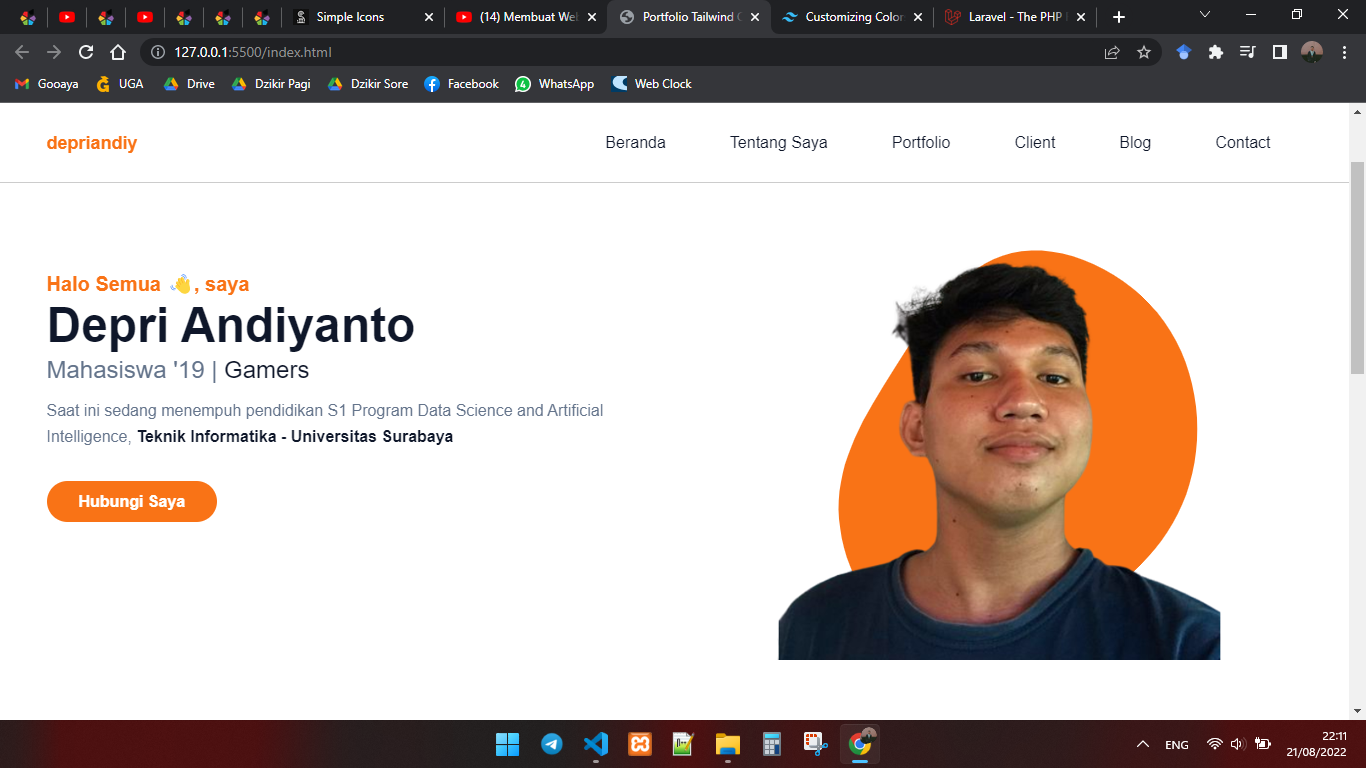 Simple Icons
(14) Membuat We
Portfolio Tailwind
Customizing Color
Laravel - The PHP
127.0.0.1:5500/index.html
Gooaya
UGA
Drive
Dzikir Pagi
Dzikir Sore
Facebook
4
WhatsApp
Web Clock
depriandiy
Beranda
Tentang Saya
Portfolio
Client
Blog
Contact
Halo Semua 👋, saya
Depri Andiyanto
Mahasiswa '19 | Gamers
Saat ini sedang menempuh pendidikan S1 Program Data Science and Artificial
Intelligence, Teknik Informatika - Universitas Surabaya
Hubungi Saya
ENG
22:11
21/08/2022